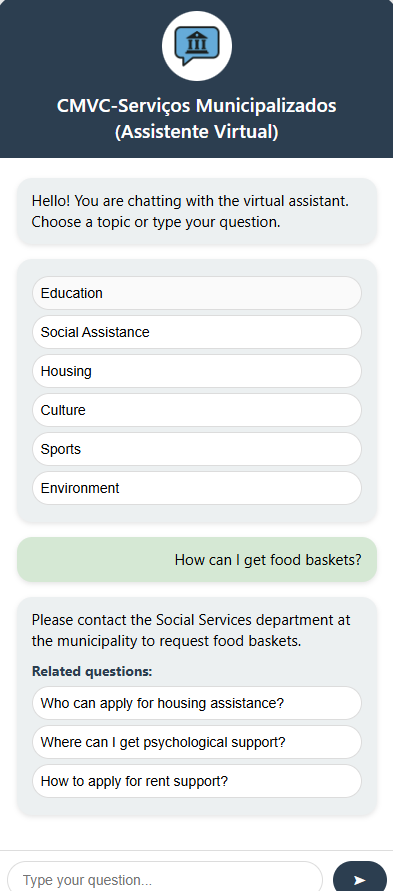 CMVC-Serviços Municipalizados
(Assistente Virtual)
Hello! You are chatting with the virtual assistant.
Choose a topic or type your question.
Education
Social Assistance
Housing
Culture
Sports
Environment
How can I get food baskets?
Please contact the Social Services department at
the municipality to request food baskets.
Related questions:
Who can apply for housing assistance?
Where can I get psychological support?
How to apply for rent support?
Type your question...